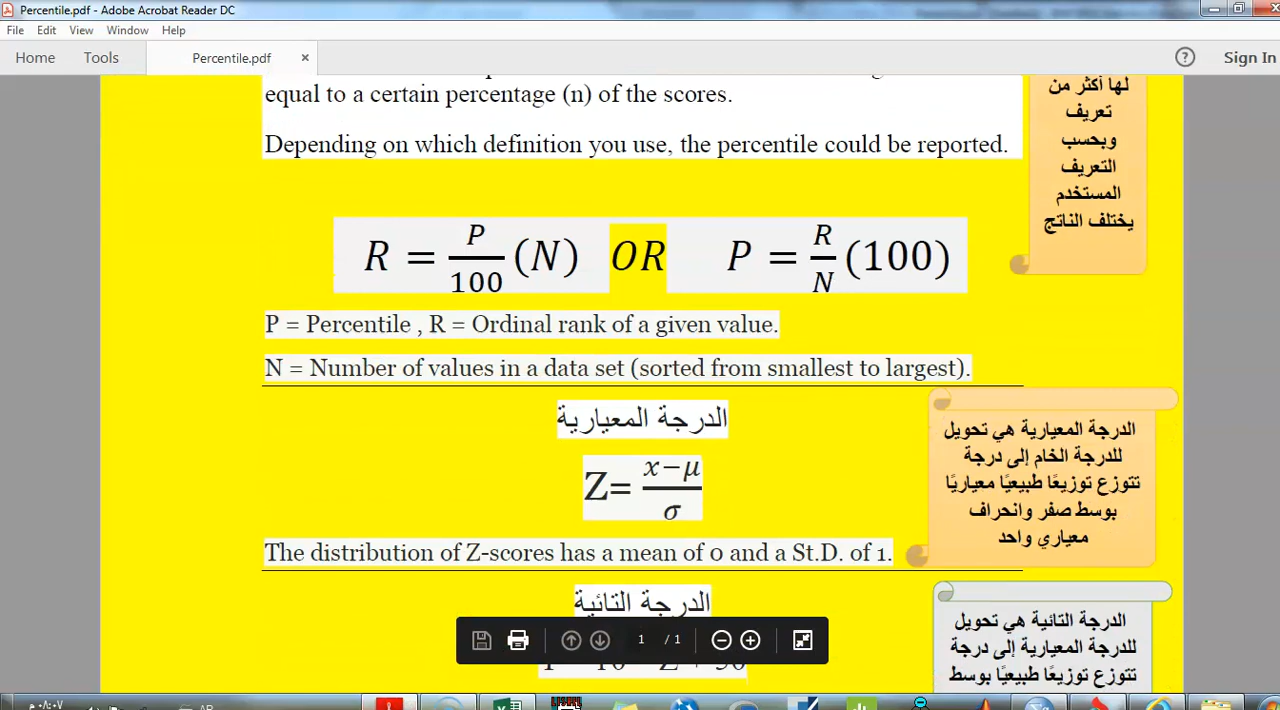 Percentile.pdf - Adobe Acrobat Reader DC
File Edit View Window Help
Home Tools Percentile.pdf × ? Sign In
equal to a certain percentage (n) of the scores.
Depending on which definition you use, the percentile could be reported.
لها أكثر من
تعريف
وبحسب
التعريف
المستخدم
يختلف الناتج
R = P/100 (N) OR P = R/N (100)
P = Percentile , R = Ordinal rank of a given value.
N = Number of values in a data set (sorted from smallest to largest).
الدرجة المعيارية
Z= x−μ/σ
الدرجة المعيارية هي تحويل
للدرجة الخام إلى درجة
تتوزع توزيعًا طبيعيًا معياريًا
بوسط صفر وانحراف
معياري واحد
The distribution of Z-scores has a mean of 0 and a St.D. of 1.
الدرجة التائية
الدرجة التائية هي تحويل
للدرجة المعيارية إلى درجة
تتوزع توزيعًا طبيعيًا بوسط
1 / 1
AR